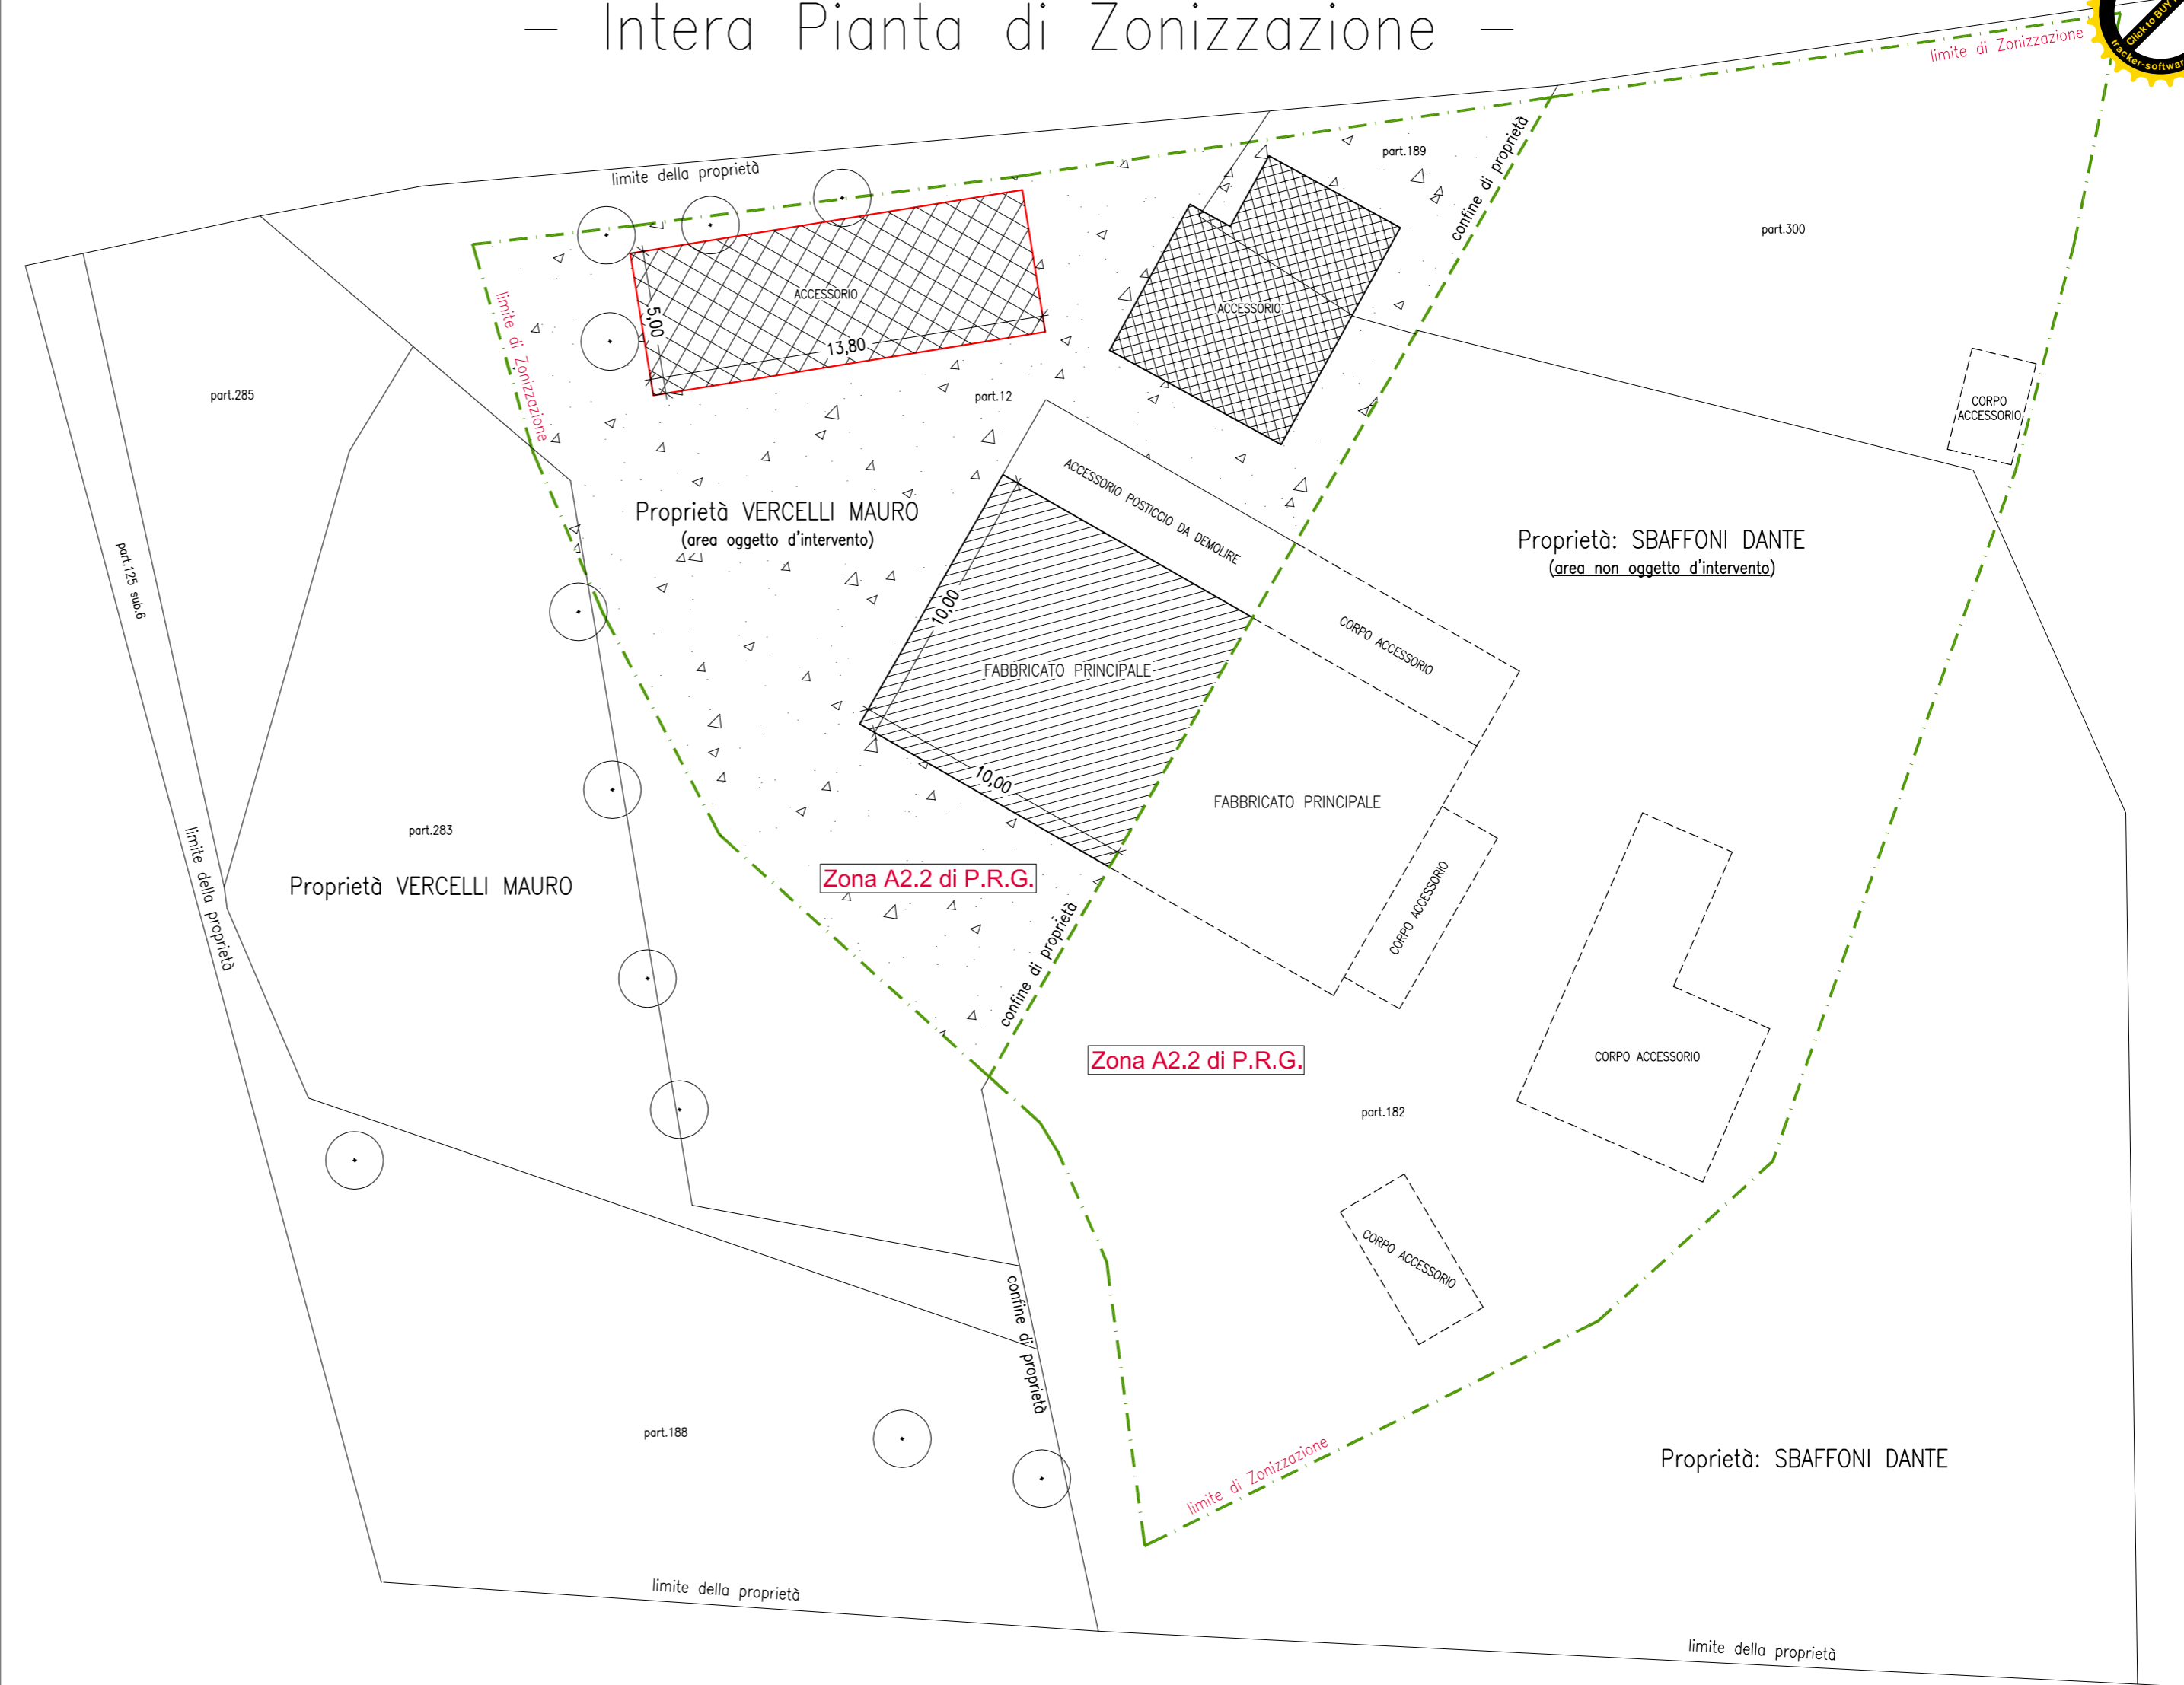 – Intera Pianta di Zonizzazione –
Click to BUY
tracker-softwar
limite di Zonizzazione
limite della proprietà
part.189
confine di proprietà
part.300
ACCESSORIO
5,00
13,80
ACCESSORIO
limite di Zonizzazione
part.285
part.12
CORPO
ACCESSORIO
ACCESSORIO POSTICCIO DA DEMOLIRE
Proprietà VERCELLI MAURO
(area oggetto d'intervento)
Proprietà: SBAFFONI DANTE
(area non oggetto d'intervento)
part.125 sub.6
10,00
CORPO ACCESSORIO
FABBRICATO PRINCIPALE
10,00
FABBRICATO PRINCIPALE
part.283
Proprietà VERCELLI MAURO
limite della proprietà
Zona A2.2 di P.R.G.
CORPO ACCESSORIO
confine di proprietà
Zona A2.2 di P.R.G.
CORPO ACCESSORIO
part.182
CORPO ACCESSORIO
confine di proprietà
part.188
limite di Zonizzazione
Proprietà: SBAFFONI DANTE
limite della proprietà
limite della proprietà